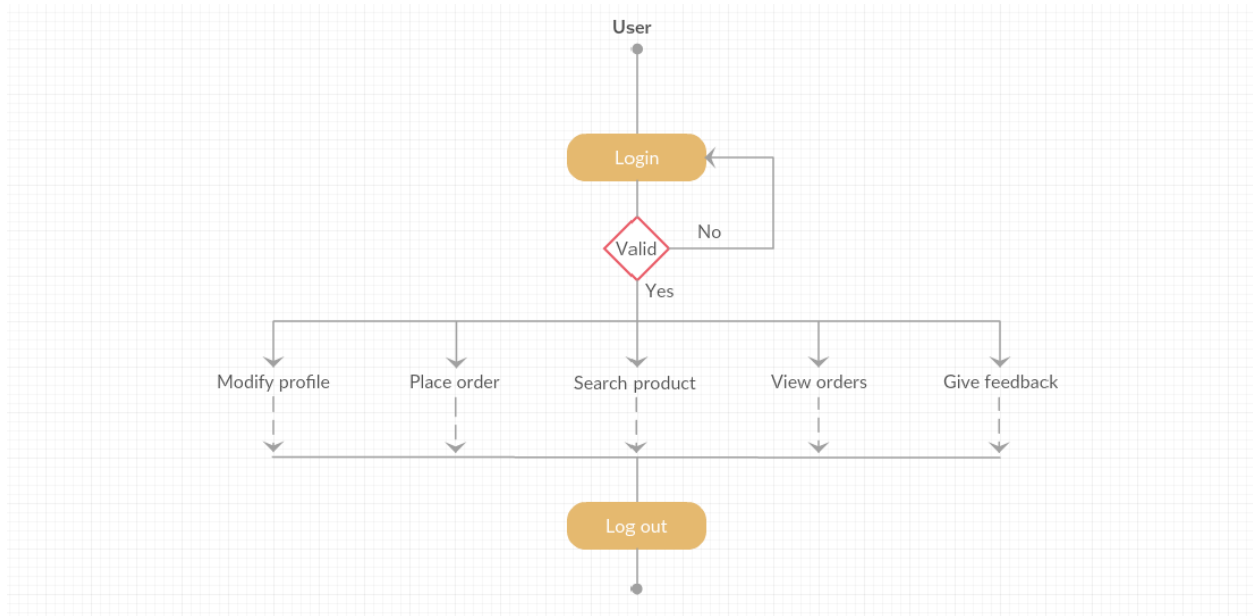 User
Login
Valid
No
Yes
Modify profile
Place order
Search product
View orders
Give feedback
Log out